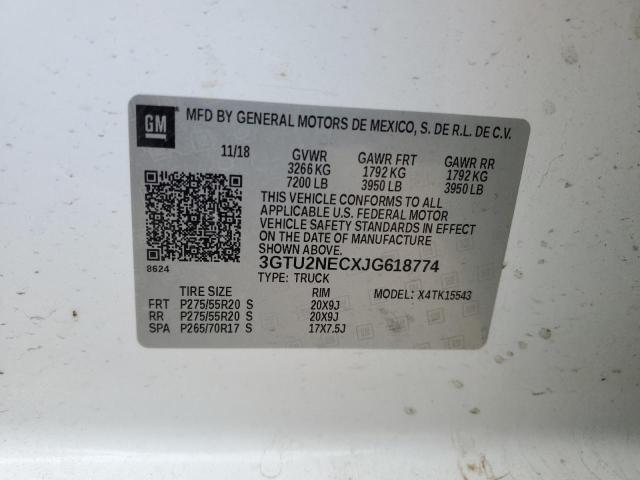 GM
MFD BY GENERAL MOTORS DE MEXICO, S. DE R.L. DE C.V.
11/18 GVWR GAWR FRT GAWR RR
3266 KG 1792 KG 1792 KG
7200 LB 3950 LB 3950 LB
THIS VEHICLE CONFORMS TO ALL
APPLICABLE U.S. FEDERAL MOTOR
VEHICLE SAFETY STANDARDS IN EFFECT
ON THE DATE OF MANUFACTURE
SHOWN ABOVE.
8624 3GTU2NECXJG618774
TYPE: TRUCK
TIRE SIZE RIM MODEL: X4TK15543
FRT P275/55R20 S 20X9J
RR P275/55R20 S 20X9J
SPA P265/70R17 S 17X7.5J